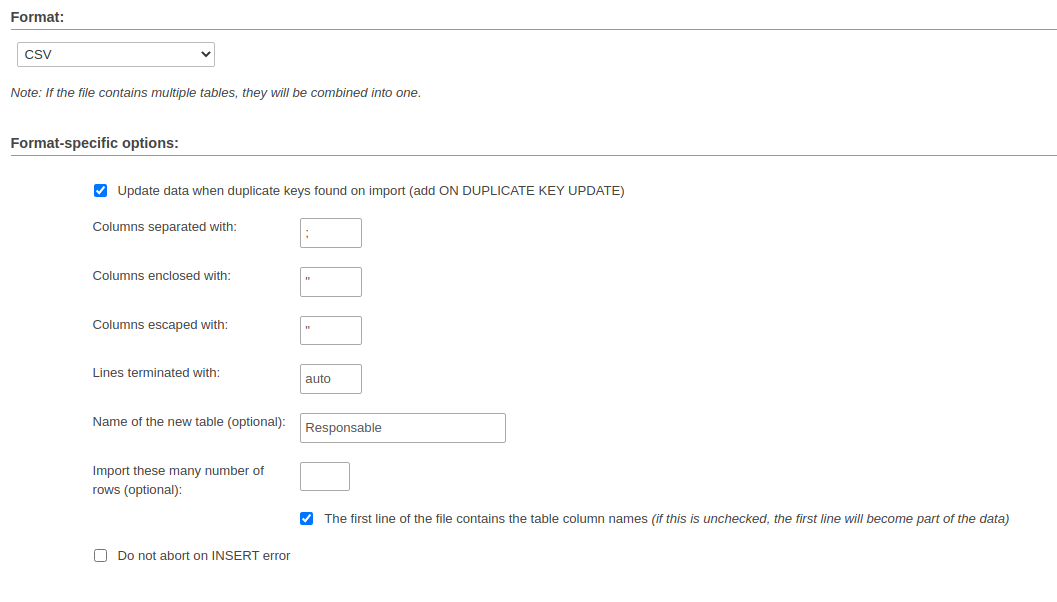 Format:
CSV
Note: If the file contains multiple tables, they will be combined into one.
Format-specific options:
Update data when duplicate keys found on import (add ON DUPLICATE KEY UPDATE)
Columns separated with:
;
Columns enclosed with:
"
Columns escaped with:
"
Lines terminated with:
auto
Name of the new table (optional):
Responsable
Import these many number of
rows (optional):
The first line of the file contains the table column names (if this is unchecked, the first line will become part of the data)
Do not abort on INSERT error